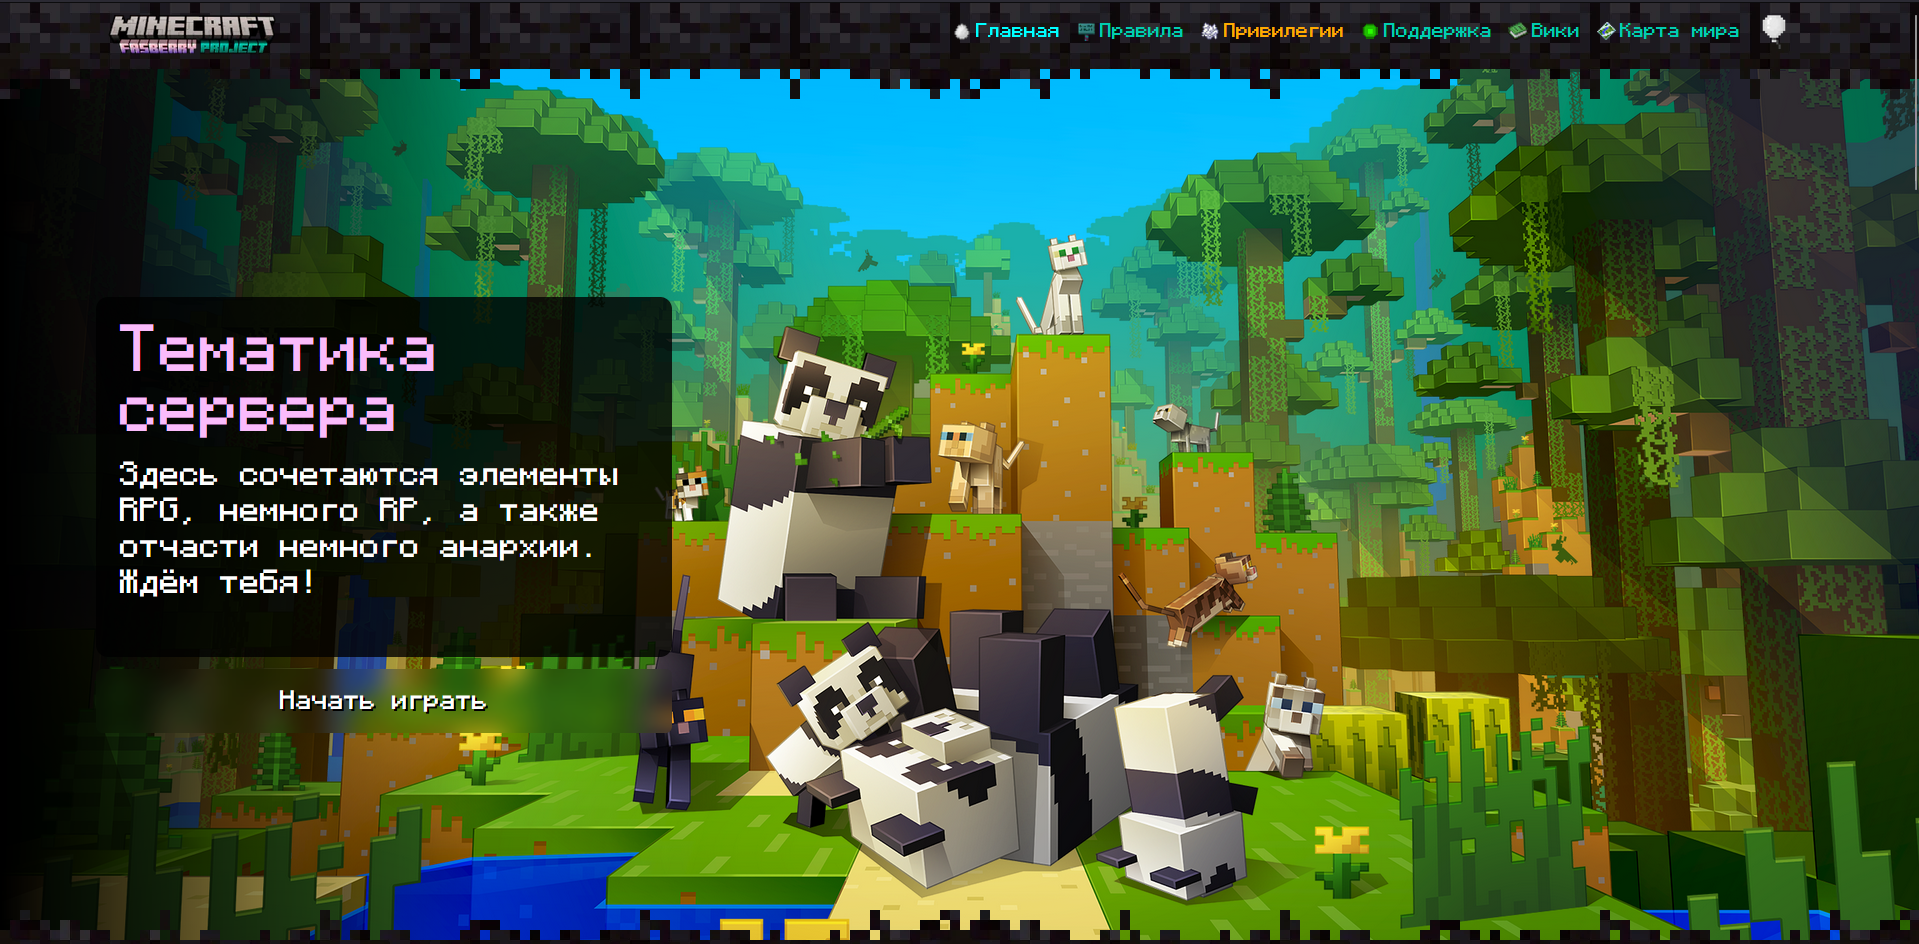 MINECRAFT
FASBERRY PROJECT
Главная Правила Привилегии Поддержка Вики Карта мира
Тематика
сервера
Здесь сочетаются элементы
RPG, немного RP, а также
отчасти немного анархии.
Ждём тебя!
Начать играть